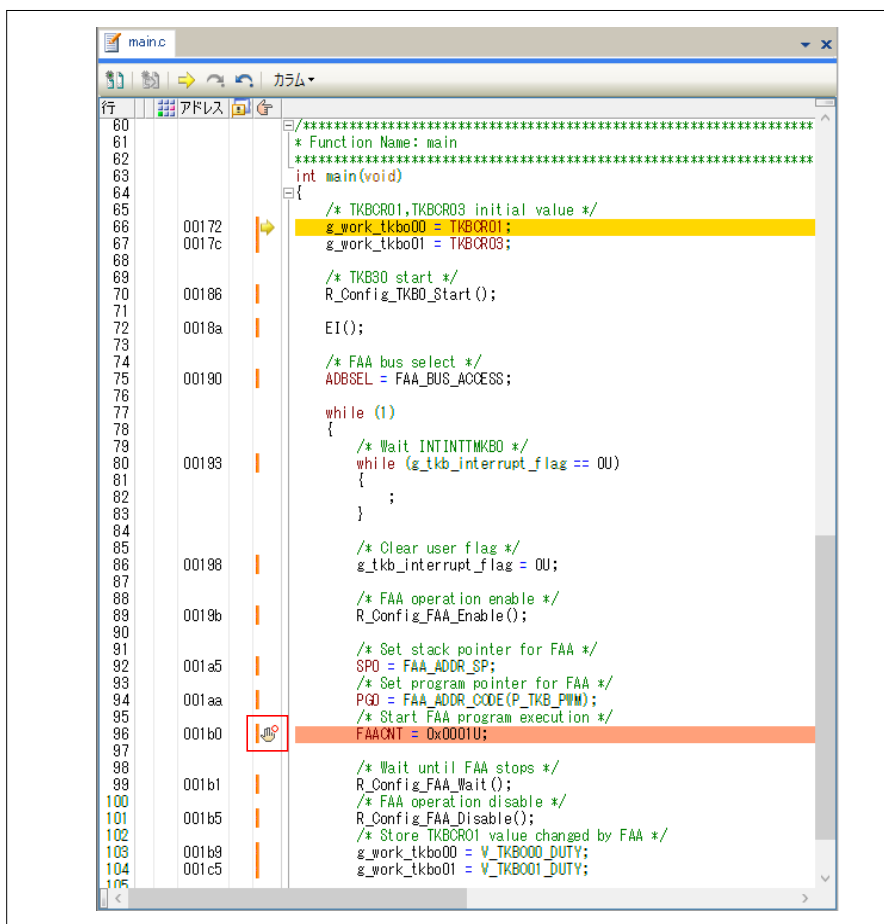 main.c
カラム
行 アドレス
60 /******************************************************************
61 * Function Name: main
62 ******************************************************************
63 int main(void)
64 {
65 /* TKBCR01,TKBCR03 initial value */
66 00172 g_work_tkbo00 = TKBCR01;
67 0017c g_work_tkbo01 = TKBCR03;
68
69 /* TKB30 start */
70 00186 R_Config_TKB0_Start();
71
72 0018a EI();
73
74 /* FAA bus select */
75 00190 ADBSEL = FAA_BUS_ACCESS;
76
77 while (1)
78 {
79 /* Wait INTINTTMKB0 */
80 00193 while (g_tkb_interrupt_flag == 0U)
81 {
82 ;
83 }
84
85 /* Clear user flag */
86 00198 g_tkb_interrupt_flag = 0U;
87
88 /* FAA operation enable */
89 0019b R_Config_FAA_Enable();
90
91 /* Set stack pointer for FAA */
92 001a5 SP0 = FAA_ADDR_SP;
93 /* Set program pointer for FAA */
94 001aa PG0 = FAA_ADDR_CODE(P_TKB_PWM);
95 /* Start FAA program execution */
96 001b0 FAACNT = 0x0001U;
97
98 /* Wait until FAA stops */
99 001b1 R_Config_FAA_Wait();
100 /* FAA operation disable */
101 001b5 R_Config_FAA_Disable();
102 /* Store TKBCR01 value changed by FAA */
103 001b9 g_work_tkbo00 = V_TKBO00_DUTY;
104 001c5 g_work_tkbo01 = V_TKBO01_DUTY;
105